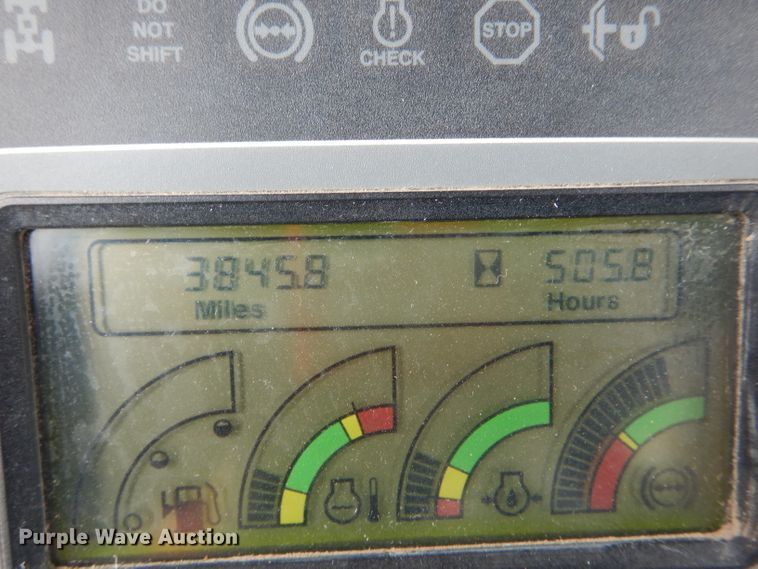 DO
NOT
SHIFT
CHECK
STOP
3845.8 505.8
Miles Hours
Purple Wave Auction